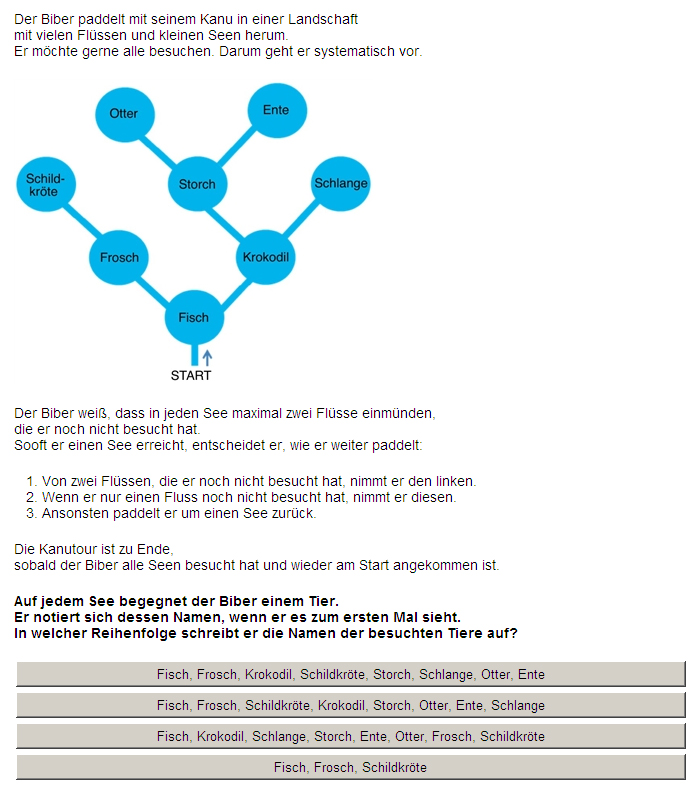 Der Biber paddelt mit seinem Kanu in einer Landschaft
mit vielen Flüssen und kleinen Seen herum.
Er möchte gerne alle besuchen. Darum geht er systematisch vor.
Otter
Ente
Schild-
kröte
Storch
Schlange
Frosch
Krokodil
Fisch
START
Der Biber weiß, dass in jeden See maximal zwei Flüsse einmünden,
die er noch nicht besucht hat.
Sooft er einen See erreicht, entscheidet er, wie er weiter paddelt:
1. Von zwei Flüssen, die er noch nicht besucht hat, nimmt er den linken.
2. Wenn er nur einen Fluss noch nicht besucht hat, nimmt er diesen.
3. Ansonsten paddelt er um einen See zurück.
Die Kanutour ist zu Ende,
sobald der Biber alle Seen besucht hat und wieder am Start angekommen ist.
Auf jedem See begegnet der Biber einem Tier.
Er notiert sich dessen Namen, wenn er es zum ersten Mal sieht.
In welcher Reihenfolge schreibt er die Namen der besuchten Tiere auf?
Fisch, Frosch, Krokodil, Schildkröte, Storch, Schlange, Otter, Ente
Fisch, Frosch, Schildkröte, Krokodil, Storch, Otter, Ente, Schlange
Fisch, Krokodil, Schlange, Storch, Ente, Otter, Frosch, Schildkröte
Fisch, Frosch, Schildkröte